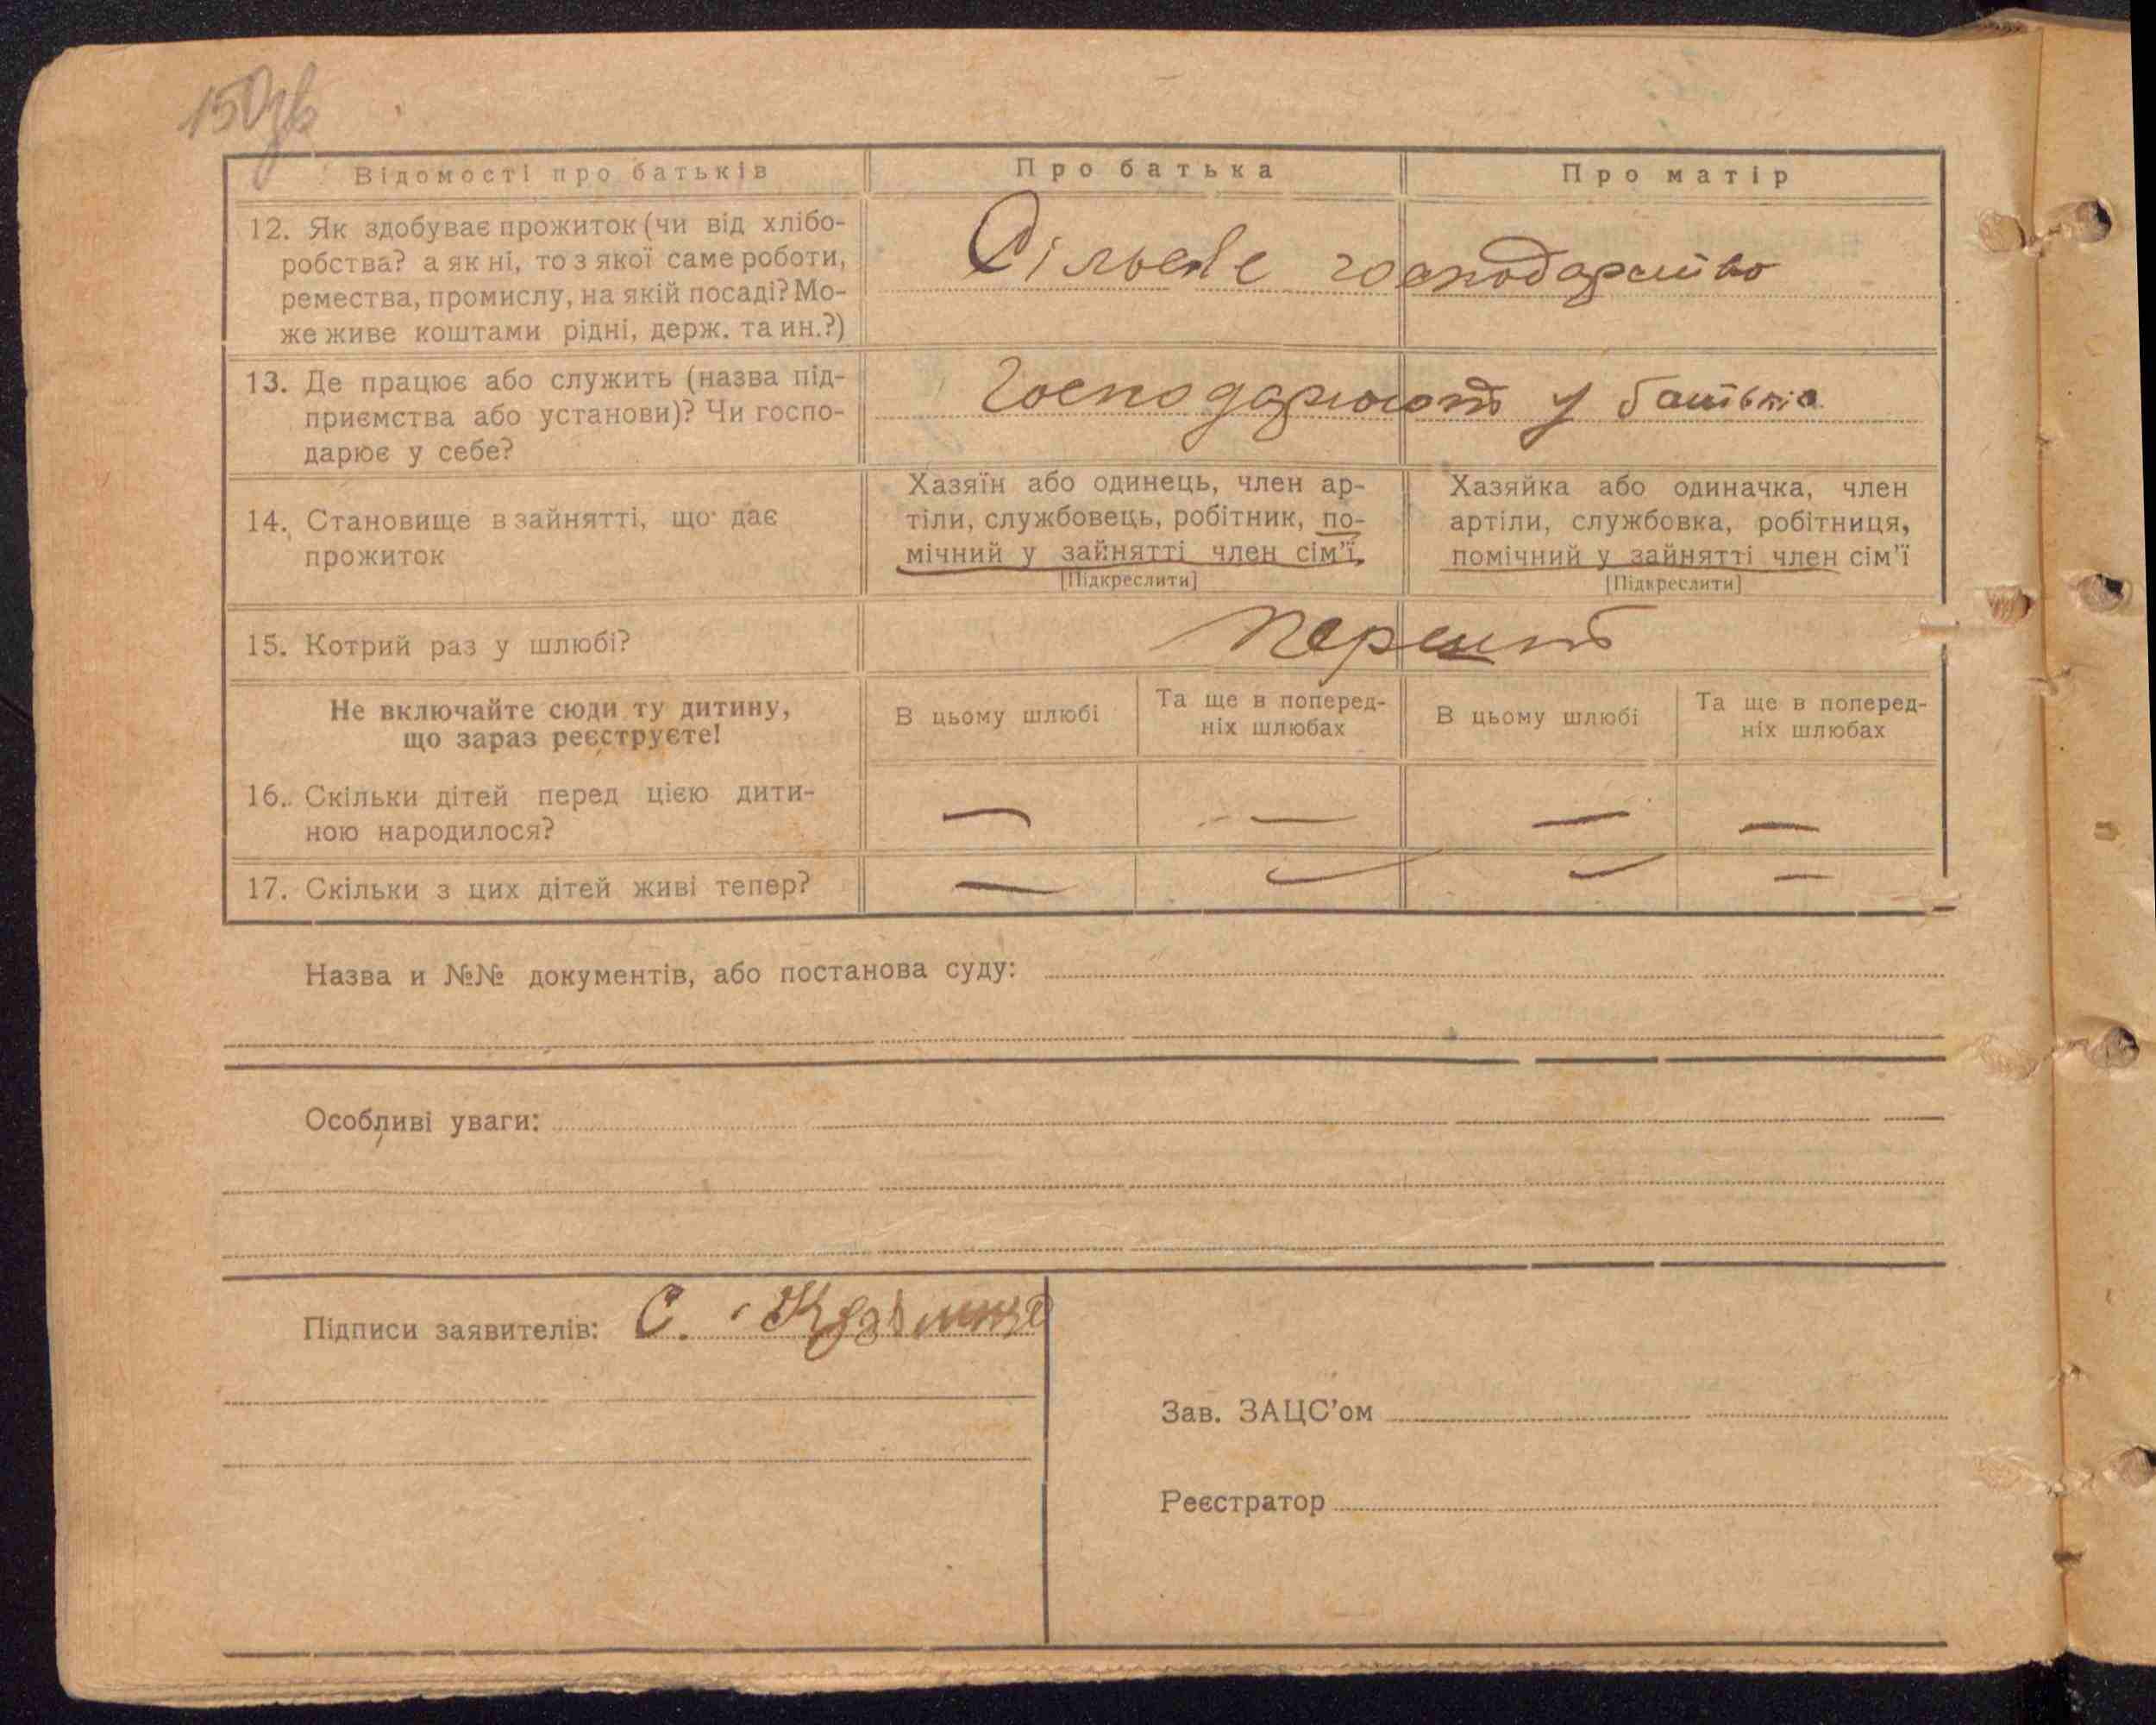 150зв
Відомості про батьків
Про батька
Про матір
12. Як здобуває прожиток (чи від хлібо-
робства? а як ні, то з якої саме роботи,
ремества, промислу, на якій посаді? Мо-
же живе коштами рідні, держ. та ин.?)
Сільське господарство
13. Де працює або служить (назва під-
приємства або установи)? Чи госпо-
дарює у себе?
Господарюють у батьків
14. Становище в зайнятті, що дає
прожиток
Хазяїн або одинець, член ар-
тіли, службовець, робітник, по-
мічний у зайнятті член сім'ї.
[Підкреслити]
Хазяйка або одиначка, член
артіли, службовка, робітниця,
помічний у зайнятті член сім'ї
[Підкреслити]
15. Котрий раз у шлюбі?
Не включайте сюди ту дитину,
що зараз реєструєте!
В цьому шлюбі
Та ще в поперед-
ніх шлюбах
В цьому шлюбі
Та ще в поперед-
ніх шлюбах
16. Скільки дітей перед цією дити-
ною народилося?
— — — —
17. Скільки з цих дітей живі тепер?
— — — —
Назва и №№ документів, або постанова суду:
Особливі уваги:
Підписи заявителів: С.
Зав. ЗАЦС'ом
Реєстратор